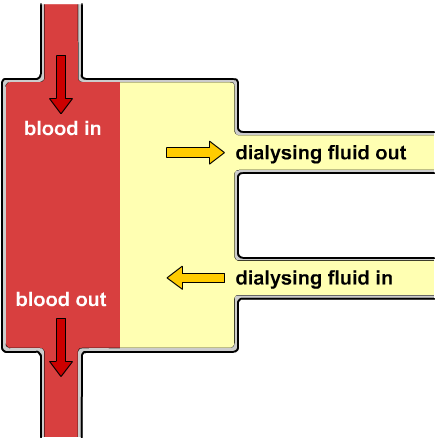 blood in
dialysing fluid out
dialysing fluid in
blood out